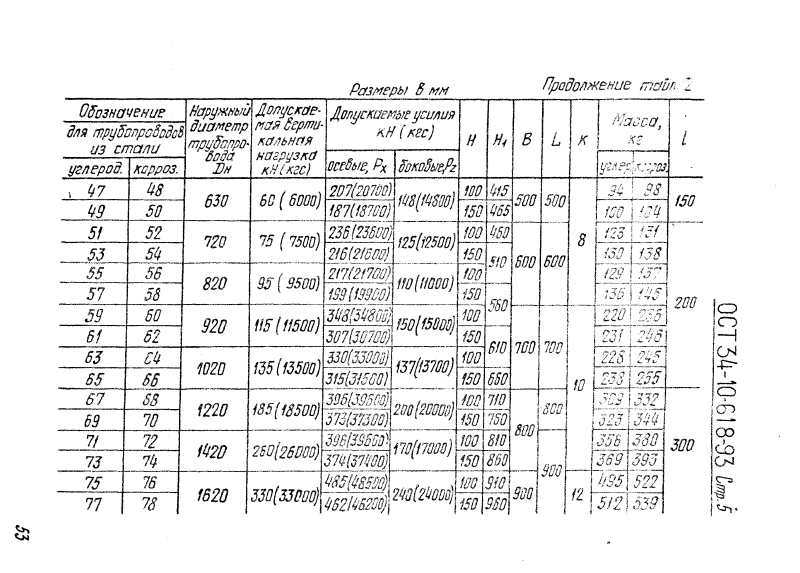 Размеры в мм
Продолжение табл. 2
Обозначение для трубопроводов из стали | Наружный диаметр трубопровода Dн | Допускаемая вертикальная нагрузка кН (кгс) | Допускаемые усилия кН (кгс) | H | H₁ | B | L | K | Масса, кг | l
углерод. | корроз. | осевые, Px | боковые, Pz | углер. | корроз.
47 | 48 | 630 | 60 (6000) | 207(20700) | 148(14800) | 100 | 415 | 500 | 500 | 8 | 94 | 98 | 150
49 | 50 | 187(18700) | 150 | 465 | 100 | 104
51 | 52 | 720 | 75 (7500) | 236(23600) | 125(12500) | 100 | 460 | 600 | 600 | 123 | 131 | 200
53 | 54 | 216(21600) | 150 | 510 | 130 | 138
55 | 56 | 820 | 95 (9500) | 217(21700) | 110(11000) | 100 | 129 | 137
57 | 58 | 199(19900) | 150 | 560 | 136 | 145
59 | 60 | 920 | 115(11500) | 348(34800) | 150(15000) | 100 | 700 | 700 | 10 | 220 | 236
61 | 62 | 307(30700) | 150 | 610 | 231 | 246
63 | 64 | 1020 | 135(13500) | 330(33000) | 137(13700) | 100 | 228 | 245
65 | 66 | 315(31500) | 150 | 660 | 238 | 255
67 | 68 | 1220 | 185(18500) | 396(39600) | 200(20000) | 100 | 710 | 800 | 800 | 309 | 332 | 300
69 | 70 | 373(37300) | 150 | 760 | 323 | 344
71 | 72 | 1420 | 260(26000) | 396(39600) | 170(17000) | 100 | 810 | 900 | 356 | 380
73 | 74 | 374(37400) | 150 | 860 | 369 | 393
75 | 76 | 1620 | 330(33000) | 485(48500) | 240(24000) | 100 | 910 | 900 | 12 | 495 | 522
77 | 78 | 462(46200) | 150 | 960 | 512 | 539
ОСТ 34-10-618-93 Стр. 5
53